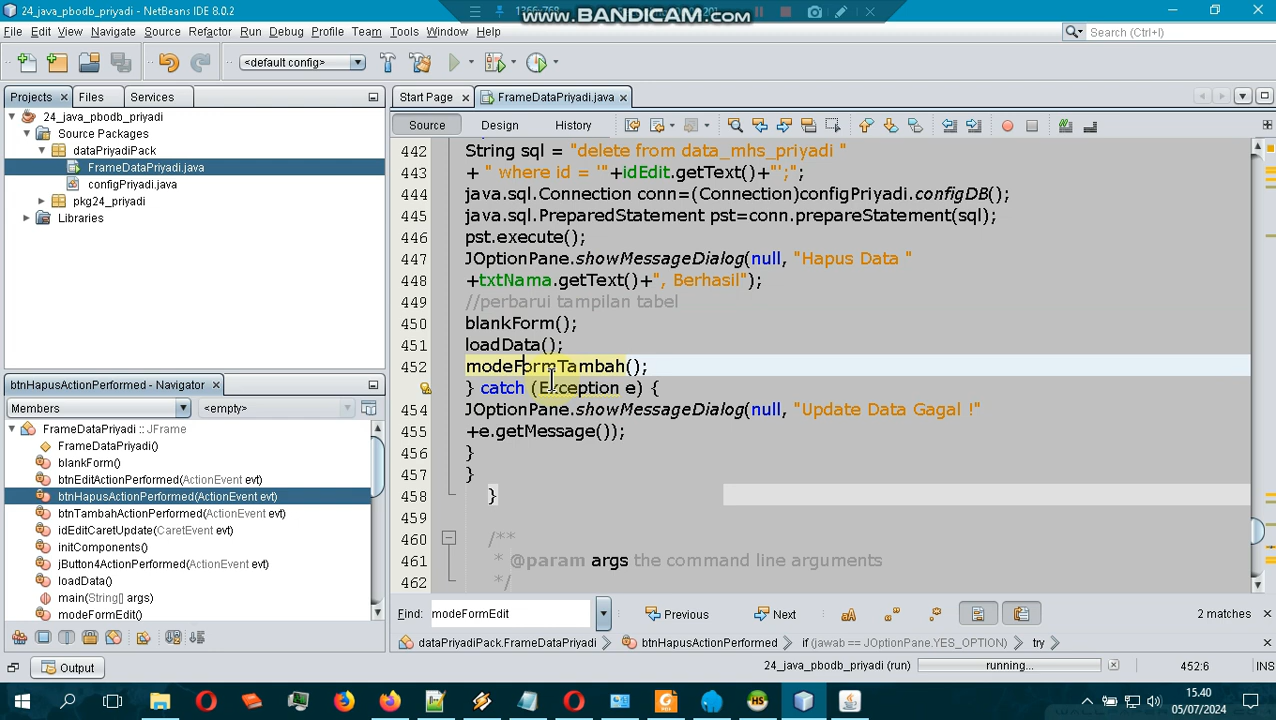 24_java_pbodb_priyadi - NetBeans IDE 8.0.2
www.BANDICAM.com
File Edit View Navigate Source Refactor Run Debug Profile Team Tools Window Help
Search (Ctrl+I)
<default config>
Projects Files Services
Start Page FrameDataPriyadi.java
24_java_pbodb_priyadi
Source Packages
dataPriyadiPack
FrameDataPriyadi.java
configPriyadi.java
pkg24_priyadi
Libraries
Source Design History
442 String sql = "delete from data_mhs_priyadi "
443 + " where id = '"+idEdit.getText()+"';";
444 java.sql.Connection conn=(Connection)configPriyadi.configDB();
445 java.sql.PreparedStatement pst=conn.prepareStatement(sql);
446 pst.execute();
447 JOptionPane.showMessageDialog(null, "Hapus Data "
448 +txtNama.getText()+", Berhasil");
449 //perbarui tampilan tabel
450 blankForm();
451 loadData();
452 modeFormTambah();
} catch (Exception e) {
454 JOptionPane.showMessageDialog(null, "Update Data Gagal !"
455 +e.getMessage());
456 }
457 }
458 }
459
460 /**
461 * @param args the command line arguments
462 */
btnHapusActionPerformed - Navigator
Members <empty>
FrameDataPriyadi :: JFrame
FrameDataPriyadi()
blankForm()
btnEditActionPerformed(ActionEvent evt)
btnHapusActionPerformed(ActionEvent evt)
btnTambahActionPerformed(ActionEvent evt)
idEditCaretUpdate(CaretEvent evt)
initComponents()
jButton4ActionPerformed(ActionEvent evt)
loadData()
main(String[] args)
modeFormEdit()
Find: modeFormEdit Previous Next 2 matches
dataPriyadiPack.FrameDataPriyadi btnHapusActionPerformed if (jawab == JOptionPane.YES_OPTION) try
Output
24_java_pbodb_priyadi (run) running... 452:6 INS
15.40
05/07/2024